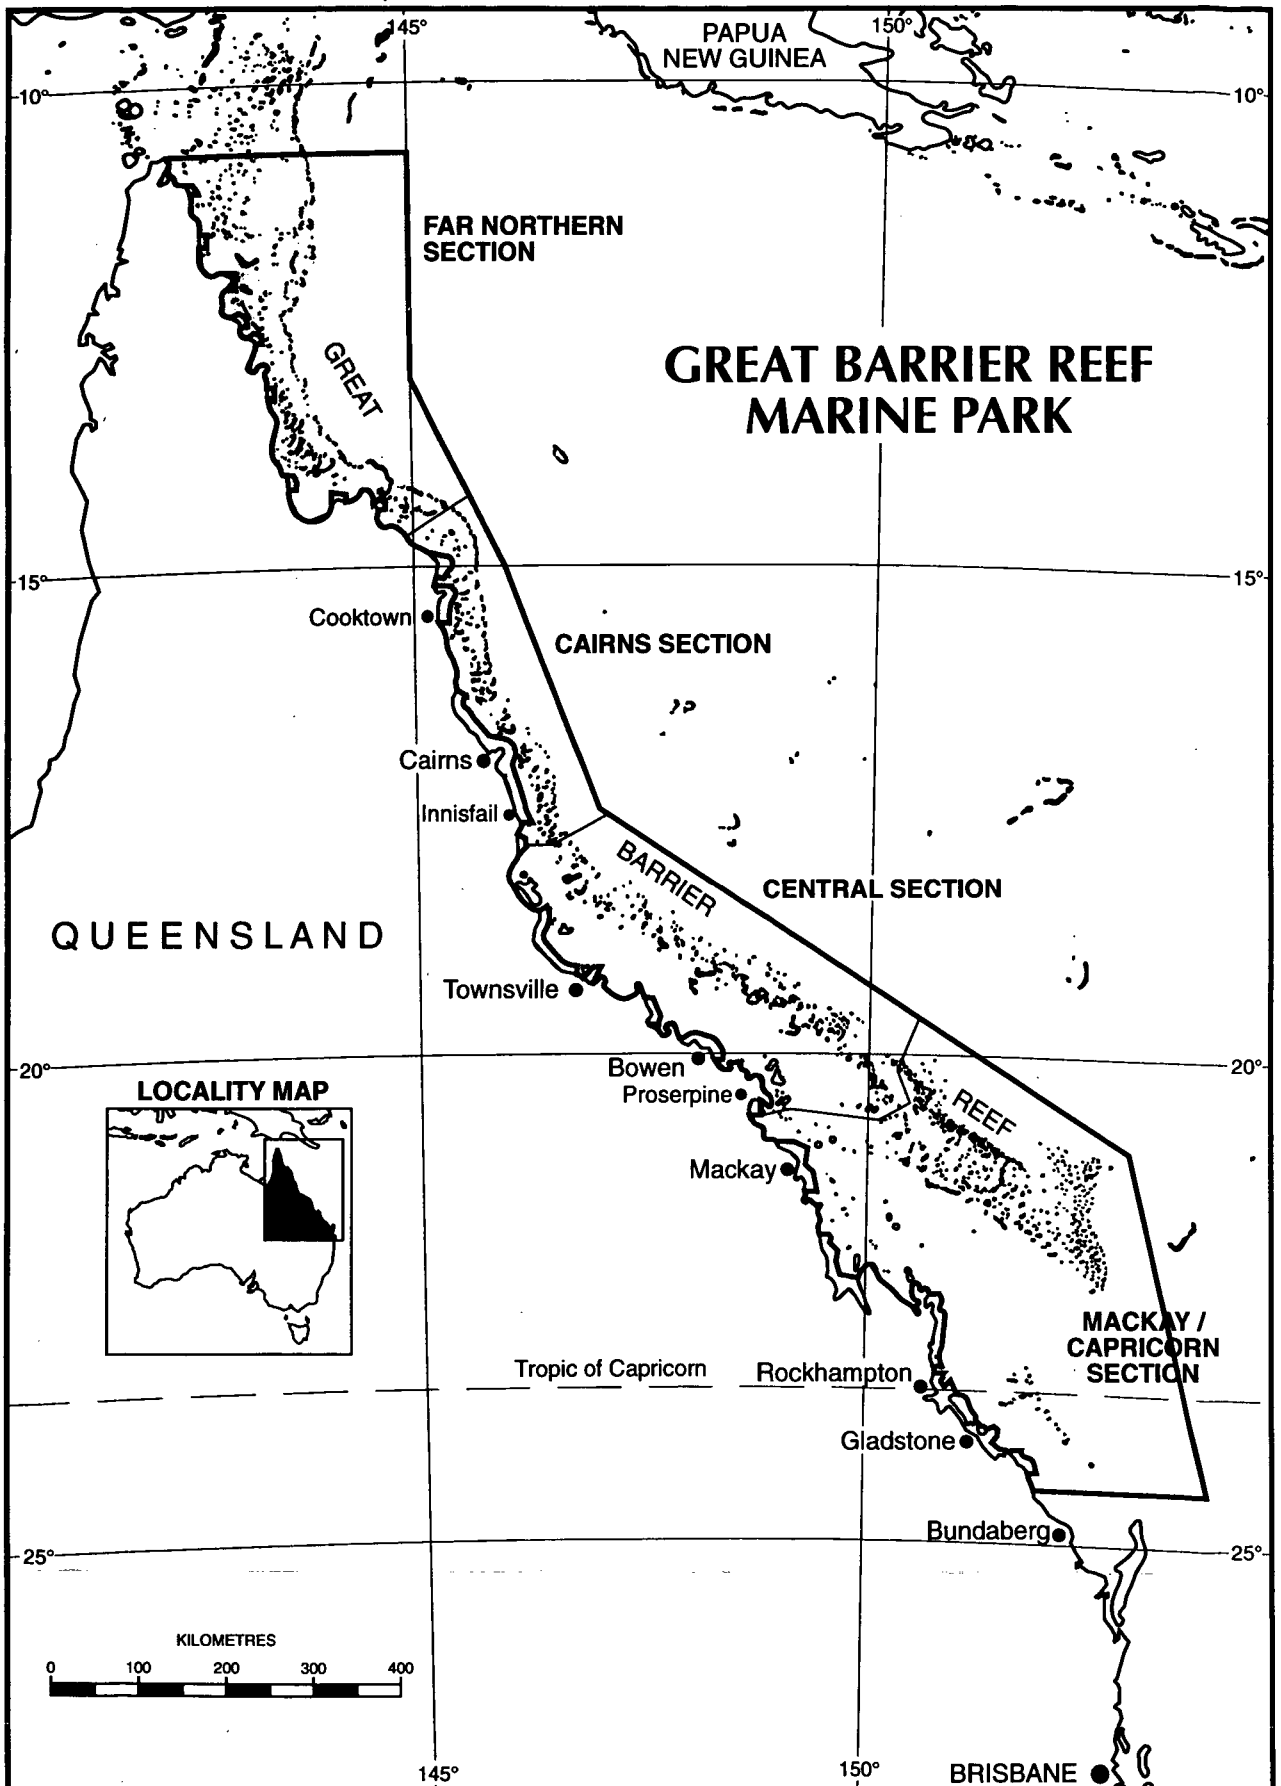 145°
150°
PAPUA
NEW GUINEA
10°
10°
FAR NORTHERN
SECTION
GREAT
GREAT BARRIER REEF
MARINE PARK
15°
15°
Cooktown
CAIRNS SECTION
Cairns
Innisfail
BARRIER
CENTRAL SECTION
QUEENSLAND
Townsville
20°
20°
Bowen
Proserpine
REEF
LOCALITY MAP
Mackay
MACKAY /
CAPRICORN
SECTION
Tropic of Capricorn
Rockhampton
Gladstone
Bundaberg
25°
25°
KILOMETRES
0 100 200 300 400
145°
150°
BRISBANE